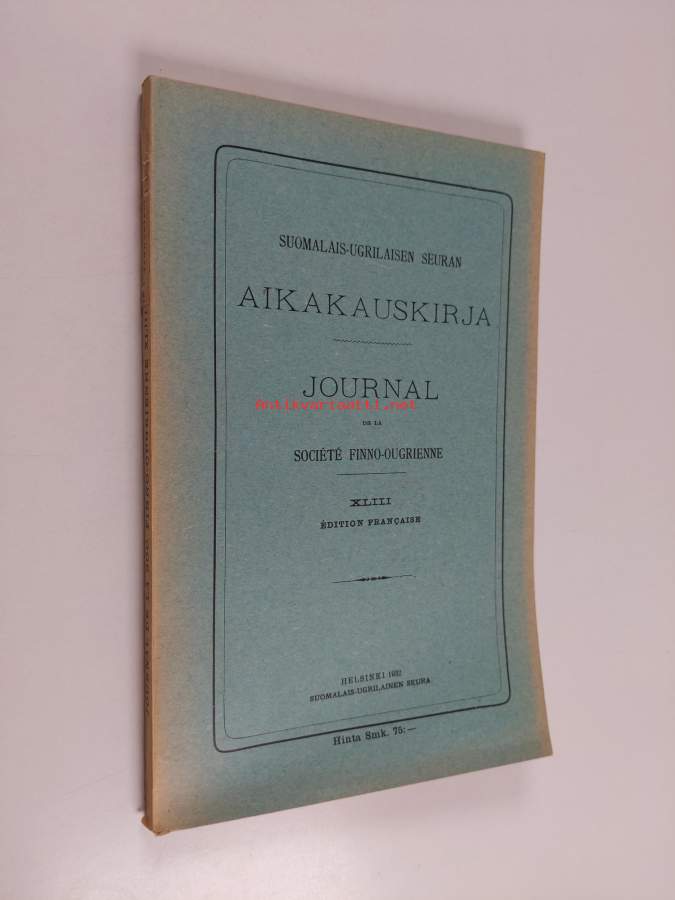 SUOMALAIS-UGRILAISEN SEURAN
AIKAKAUSKIRJA
JOURNAL
Antikvariaatti.net
DE LA
SOCIÉTÉ FINNO-OUGRIENNE
XLIII
ÉDITION FRANÇAISE
HELSINKI 1932
SUOMALAIS-UGRILAINEN SEURA
Hinta Smk. 75:—